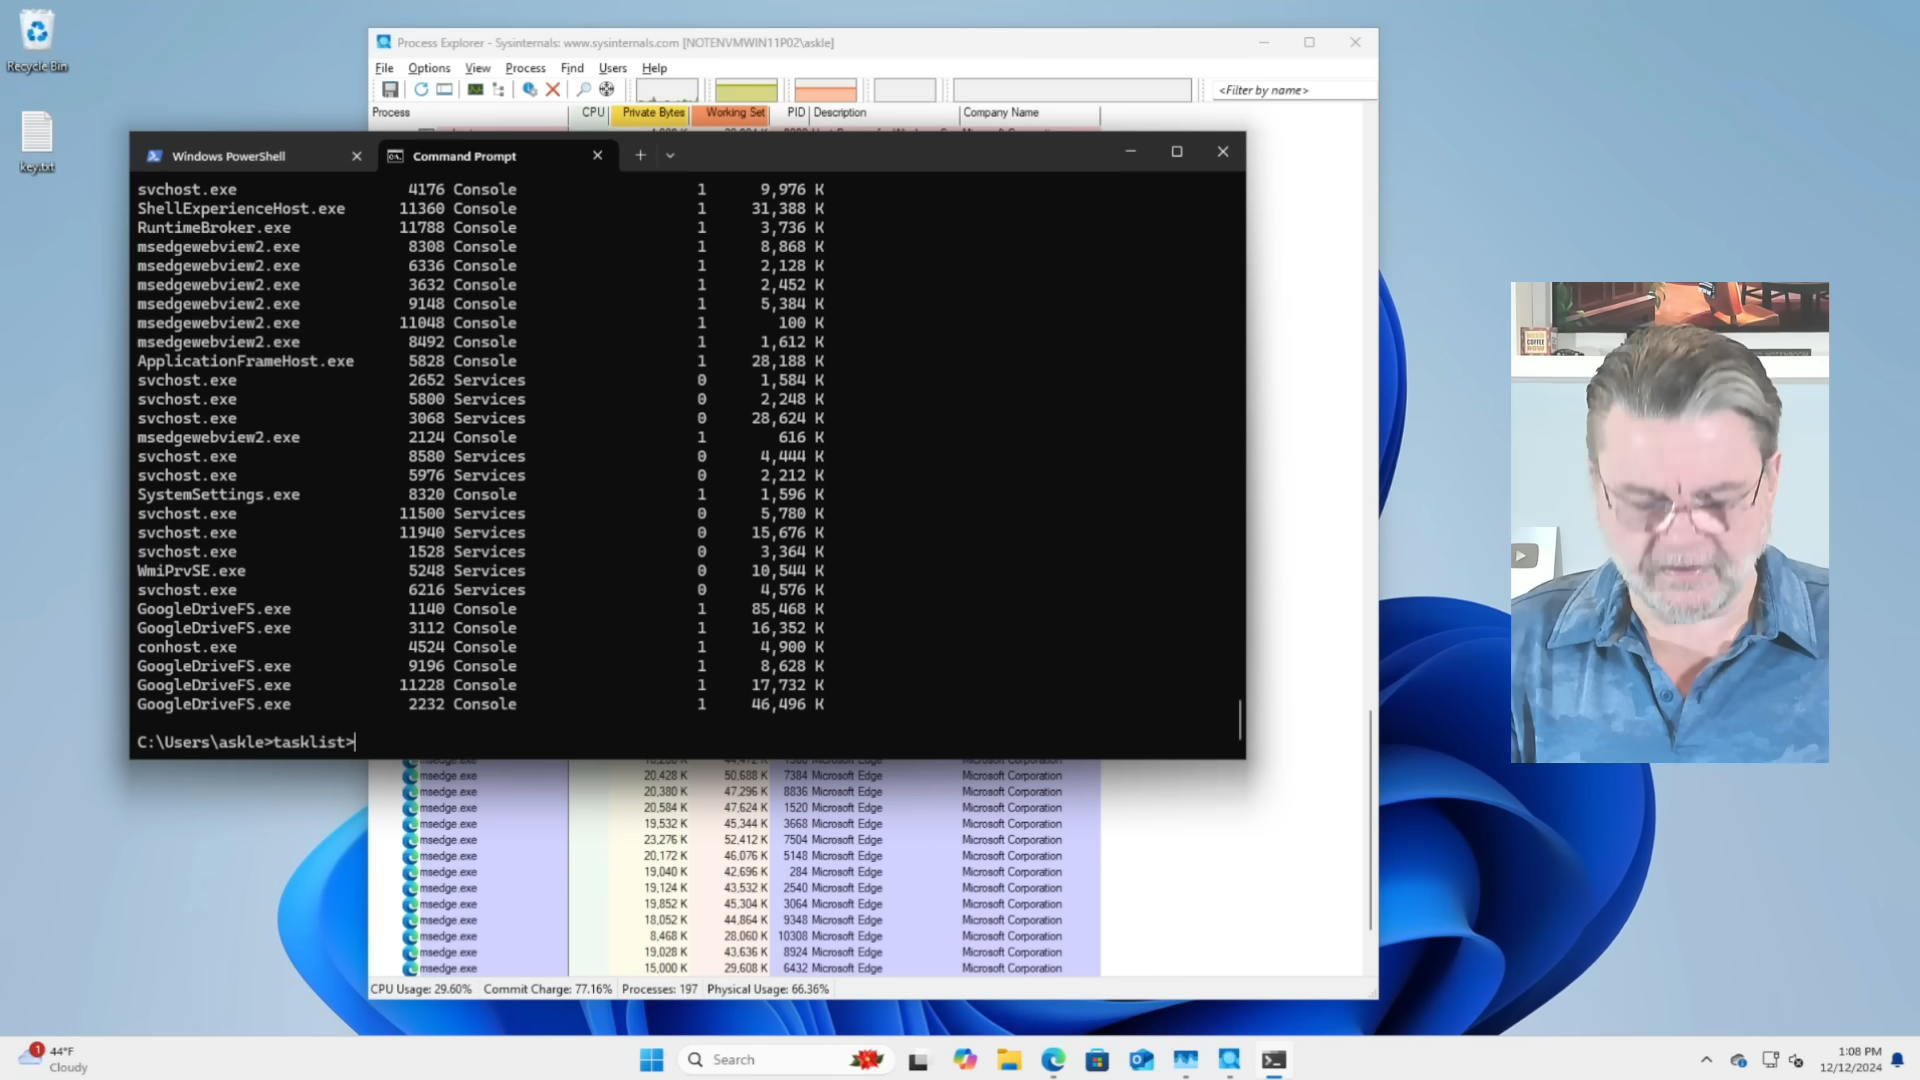 Recycle Bin
key.txt
Process Explorer - Sysinternals: www.sysinternals.com [NOTENVMWIN11P02\askle]
File Options View Process Find Users Help
<Filter by name>
Process CPU Private Bytes Working Set PID Description Company Name
Windows PowerShell
Command Prompt
svchost.exe 4176 Console 1 9,976 K
ShellExperienceHost.exe 11360 Console 1 31,388 K
RuntimeBroker.exe 11788 Console 1 3,736 K
msedgewebview2.exe 8308 Console 1 8,868 K
msedgewebview2.exe 6336 Console 1 2,128 K
msedgewebview2.exe 3632 Console 1 2,452 K
msedgewebview2.exe 9148 Console 1 5,384 K
msedgewebview2.exe 11048 Console 1 100 K
msedgewebview2.exe 8492 Console 1 1,612 K
ApplicationFrameHost.exe 5828 Console 1 28,188 K
svchost.exe 2652 Services 0 1,584 K
svchost.exe 5800 Services 0 2,248 K
svchost.exe 3068 Services 0 28,624 K
msedgewebview2.exe 2124 Console 1 616 K
svchost.exe 8580 Services 0 4,444 K
svchost.exe 5976 Services 0 2,212 K
SystemSettings.exe 8320 Console 1 1,596 K
svchost.exe 11500 Services 0 5,780 K
svchost.exe 11940 Services 0 15,676 K
svchost.exe 1528 Services 0 3,364 K
WmiPrvSE.exe 5248 Services 0 10,544 K
svchost.exe 6216 Services 0 4,576 K
GoogleDriveFS.exe 1140 Console 1 85,468 K
GoogleDriveFS.exe 3112 Console 1 16,352 K
conhost.exe 4524 Console 1 4,900 K
GoogleDriveFS.exe 9196 Console 1 8,628 K
GoogleDriveFS.exe 11228 Console 1 17,732 K
GoogleDriveFS.exe 2232 Console 1 46,496 K
C:\Users\askle>tasklist>
msedge.exe 20,428 K 50,688 K 7384 Microsoft Edge Microsoft Corporation
msedge.exe 20,380 K 47,296 K 8836 Microsoft Edge Microsoft Corporation
msedge.exe 20,584 K 47,624 K 1520 Microsoft Edge Microsoft Corporation
msedge.exe 19,532 K 45,344 K 3668 Microsoft Edge Microsoft Corporation
msedge.exe 23,276 K 52,412 K 7504 Microsoft Edge Microsoft Corporation
msedge.exe 20,172 K 46,076 K 5148 Microsoft Edge Microsoft Corporation
msedge.exe 19,040 K 42,696 K 284 Microsoft Edge Microsoft Corporation
msedge.exe 19,124 K 43,532 K 2540 Microsoft Edge Microsoft Corporation
msedge.exe 19,852 K 45,304 K 3064 Microsoft Edge Microsoft Corporation
msedge.exe 18,052 K 44,864 K 9348 Microsoft Edge Microsoft Corporation
msedge.exe 8,468 K 28,060 K 10308 Microsoft Edge Microsoft Corporation
msedge.exe 19,028 K 43,636 K 8924 Microsoft Edge Microsoft Corporation
msedge.exe 15,000 K 29,608 K 6432 Microsoft Edge Microsoft Corporation
CPU Usage: 29.60% Commit Charge: 77.16% Processes: 197 Physical Usage: 66.36%
COFFEE
NOW
1
44°F
Cloudy
Search
1:08 PM
12/12/2024